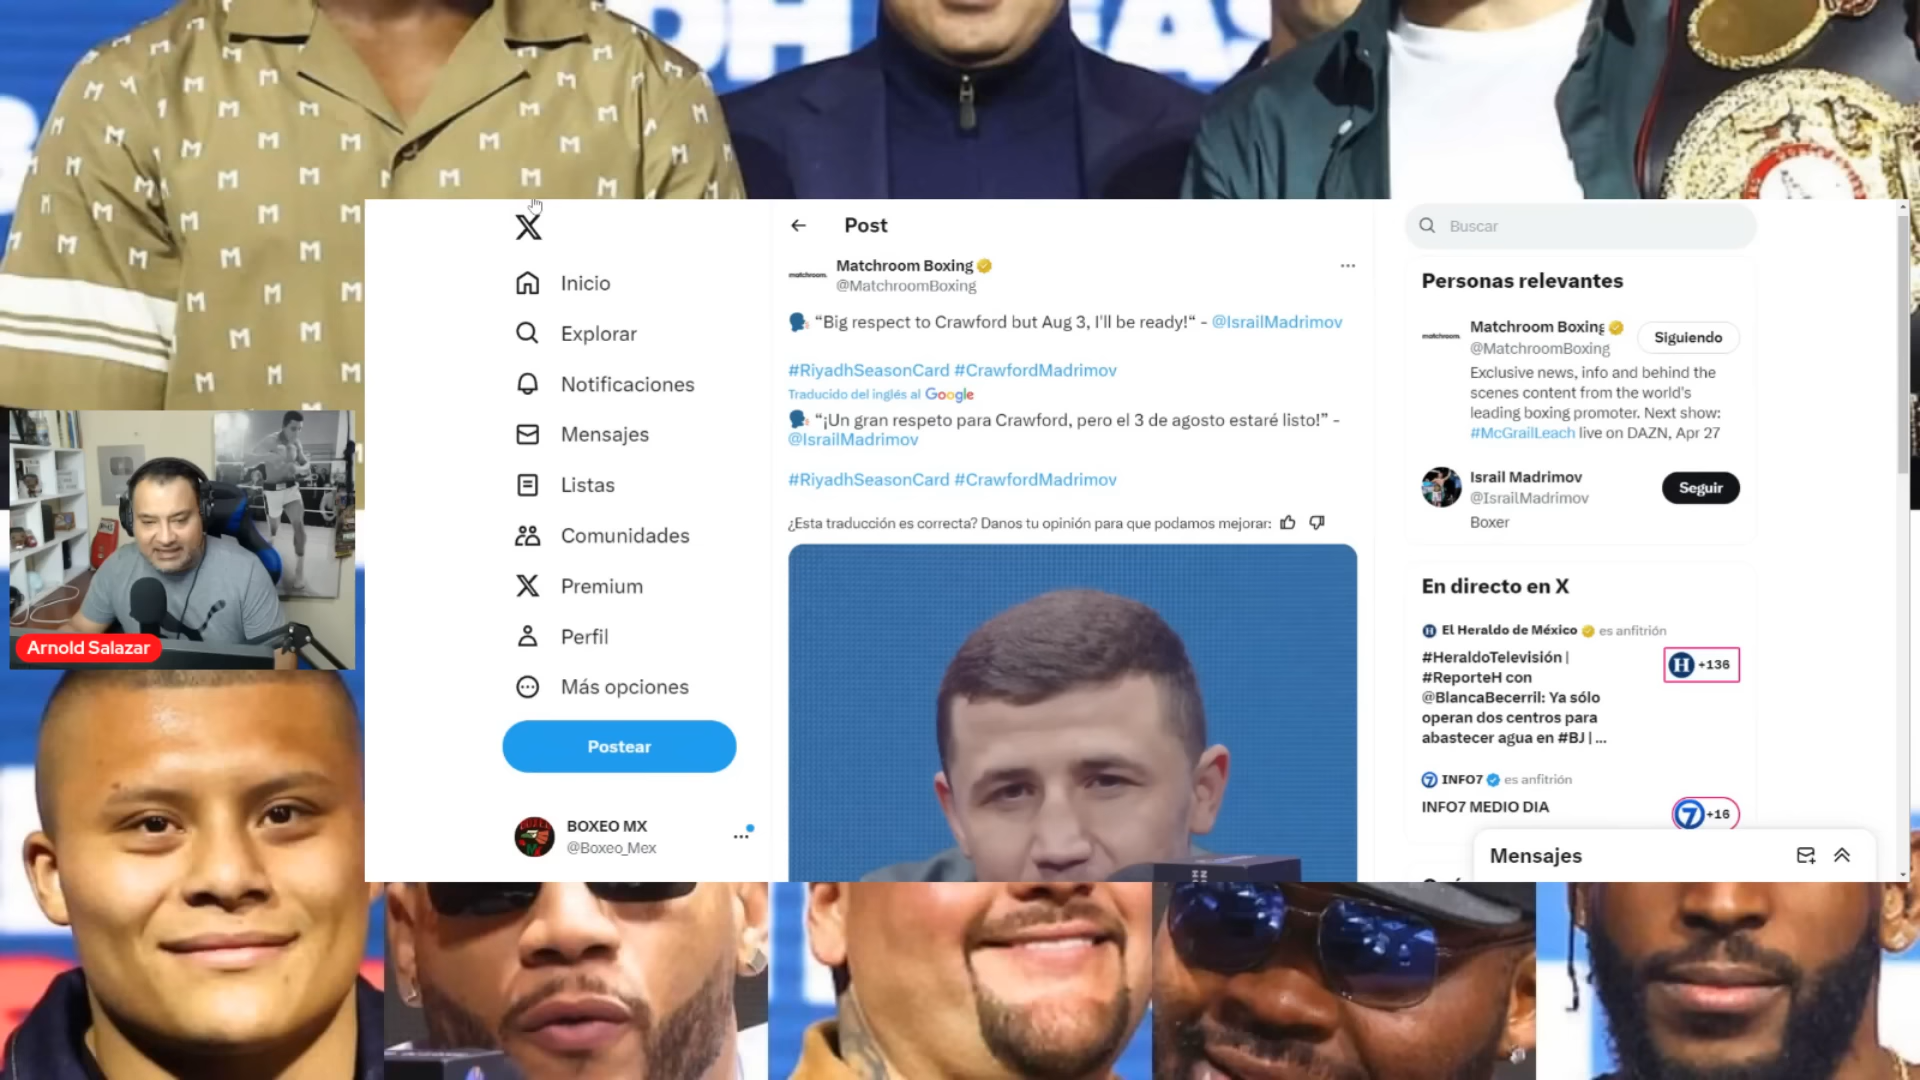 DH SEAS
Post
Buscar
Inicio
Explorar
Notificaciones
Mensajes
Listas
Comunidades
Premium
Perfil
Más opciones
Postear
BOXEO MX
@Boxeo_Mex
matchroom.
Matchroom Boxing
@MatchroomBoxing
“Big respect to Crawford but Aug 3, I'll be ready!“ - @IsrailMadrimov
#RiyadhSeasonCard #CrawfordMadrimov
Traducido del inglés al Google
“¡Un gran respeto para Crawford, pero el 3 de agosto estaré listo!” -
@IsrailMadrimov
#RiyadhSeasonCard #CrawfordMadrimov
¿Esta traducción es correcta? Danos tu opinión para que podamos mejorar:
Personas relevantes
matchroom.
Matchroom Boxing
@MatchroomBoxing
Siguiendo
Exclusive news, info and behind the
scenes content from the world's
leading boxing promoter. Next show:
#McGrailLeach live on DAZN, Apr 27
Israil Madrimov
@IsrailMadrimov
Seguir
Boxer
En directo en X
El Heraldo de México es anfitrión
#HeraldoTelevisión |
#ReporteH con
@BlancaBecerril: Ya sólo
operan dos centros para
abastecer agua en #BJ | ...
H +136
INFO7 es anfitrión
INFO7 MEDIO DIA
7 +16
Mensajes
Arnold Salazar